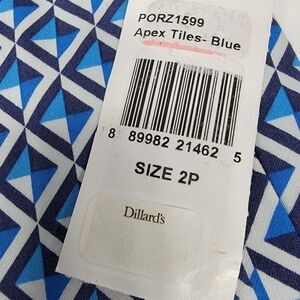 PORZ1599
Apex Tiles- Blue
8 89982 21462 5
SIZE 2P
Dillard's